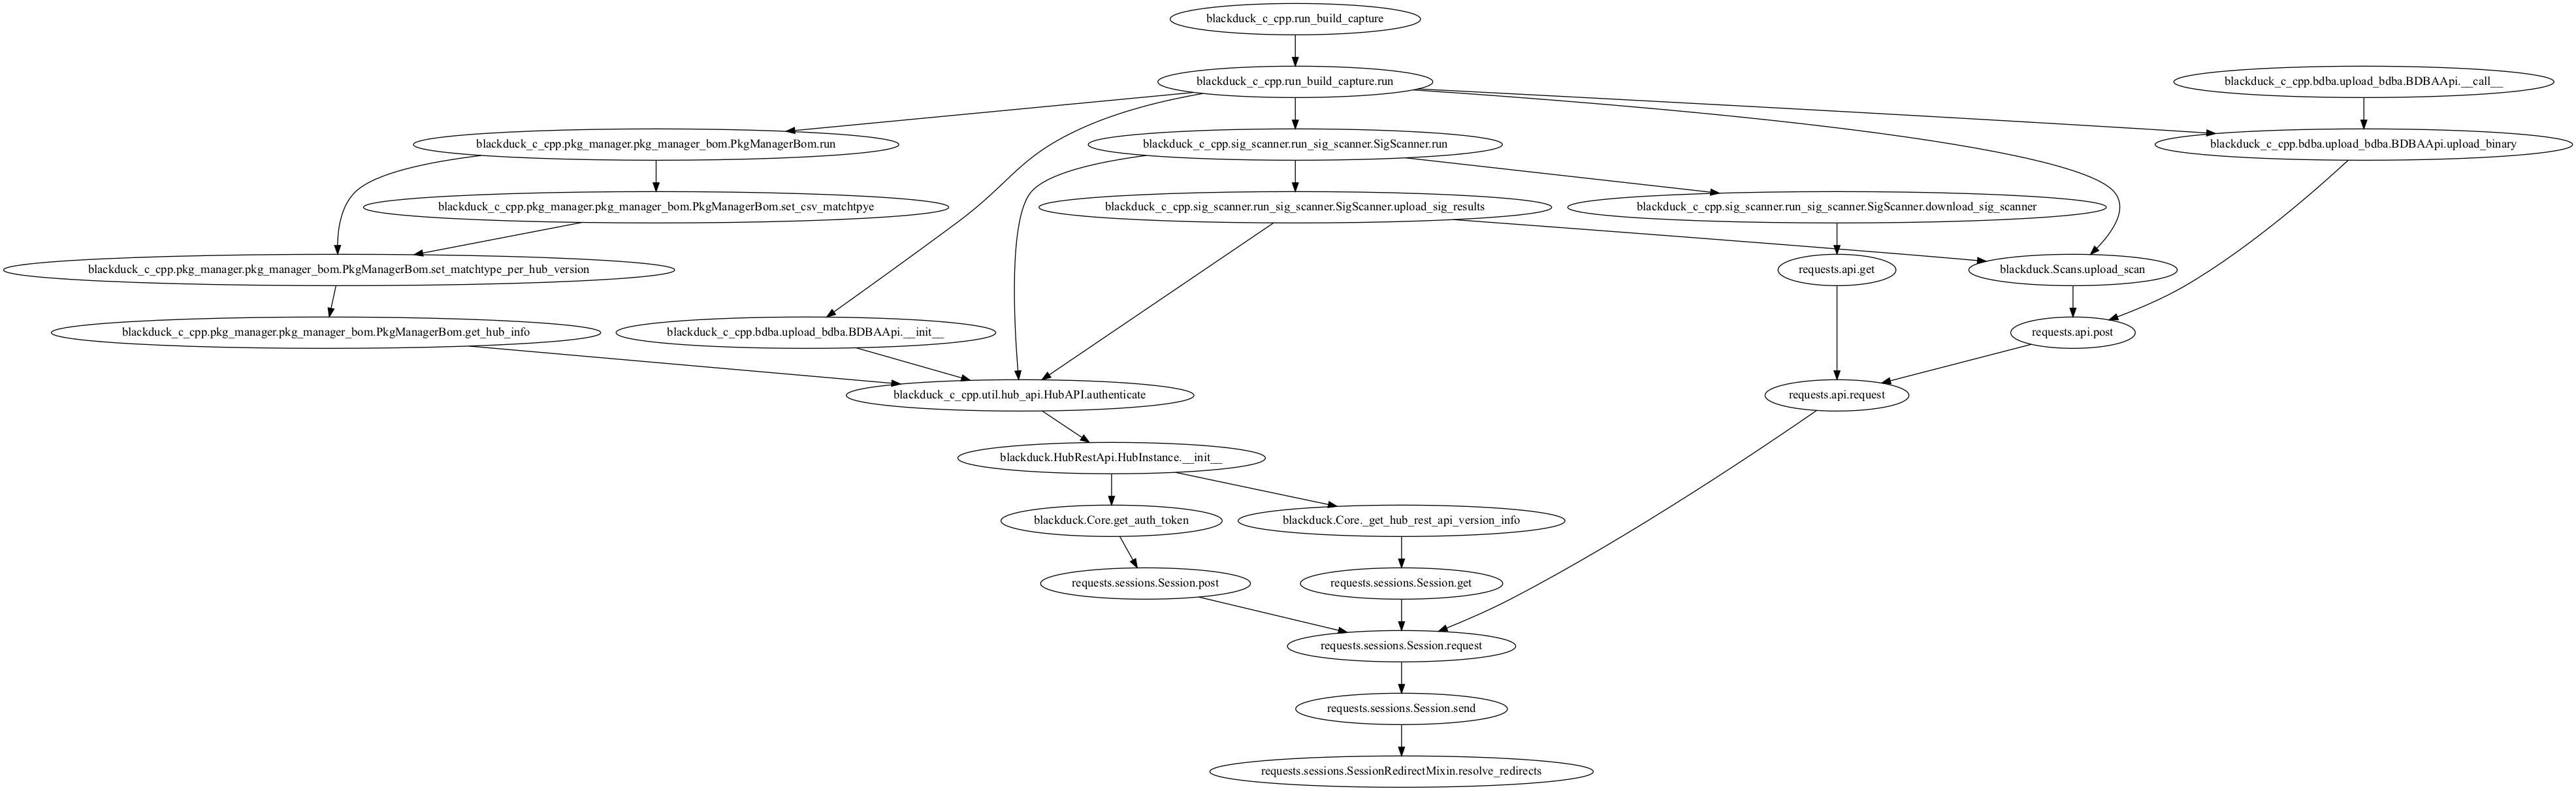 blackduck_c_cpp.run_build_capture
blackduck_c_cpp.run_build_capture.run
blackduck_c_cpp.bdba.upload_bdba.BDBAApi.__call__
blackduck_c_cpp.pkg_manager.pkg_manager_bom.PkgManagerBom.run
blackduck_c_cpp.sig_scanner.run_sig_scanner.SigScanner.run
blackduck_c_cpp.bdba.upload_bdba.BDBAApi.upload_binary
blackduck_c_cpp.pkg_manager.pkg_manager_bom.PkgManagerBom.set_csv_matchtpye
blackduck_c_cpp.sig_scanner.run_sig_scanner.SigScanner.upload_sig_results
blackduck_c_cpp.sig_scanner.run_sig_scanner.SigScanner.download_sig_scanner
blackduck_c_cpp.pkg_manager.pkg_manager_bom.PkgManagerBom.set_matchtype_per_hub_version
requests.api.get
blackduck.Scans.upload_scan
blackduck_c_cpp.pkg_manager.pkg_manager_bom.PkgManagerBom.get_hub_info
blackduck_c_cpp.bdba.upload_bdba.BDBAApi.__init__
requests.api.post
blackduck_c_cpp.util.hub_api.HubAPI.authenticate
requests.api.request
blackduck.HubRestApi.HubInstance.__init__
blackduck.Core.get_auth_token
blackduck.Core._get_hub_rest_api_version_info
requests.sessions.Session.post
requests.sessions.Session.get
requests.sessions.Session.request
requests.sessions.Session.send
requests.sessions.SessionRedirectMixin.resolve_redirects